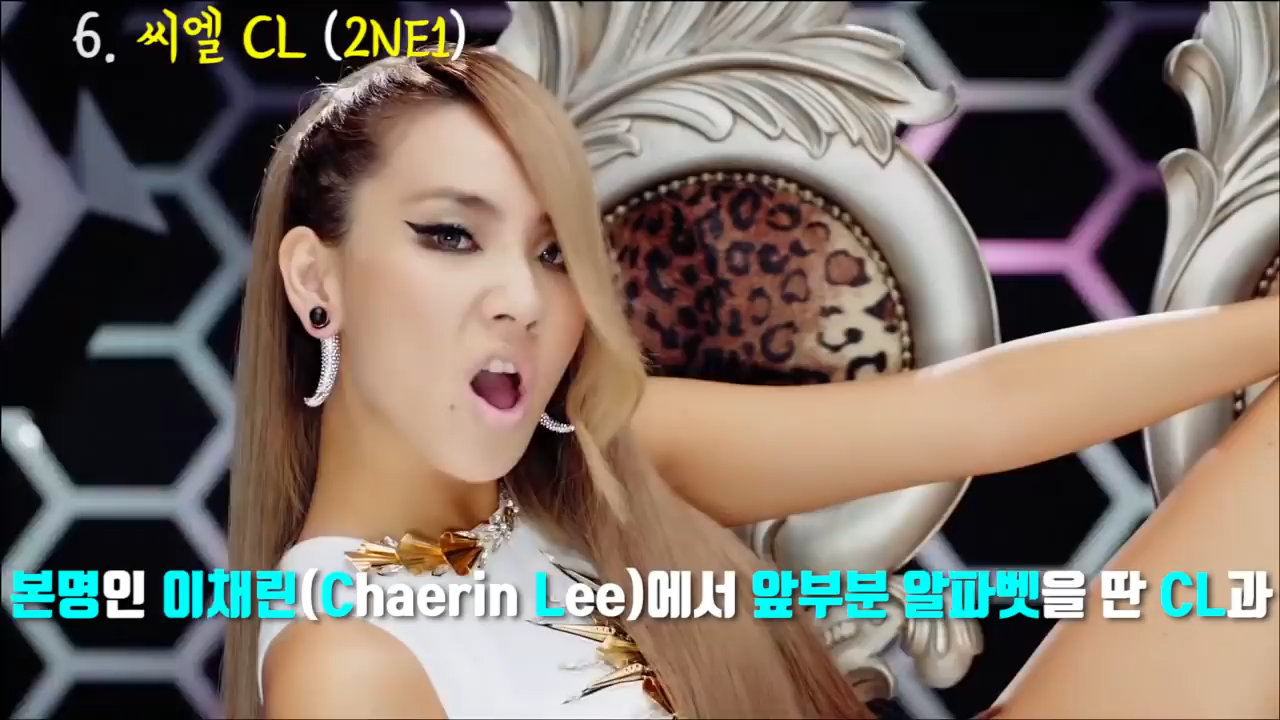 6. 씨엘 CL (2NE1)
본명인 이채린(Chaerin Lee)에서 앞부분 알파벳을 딴 CL과